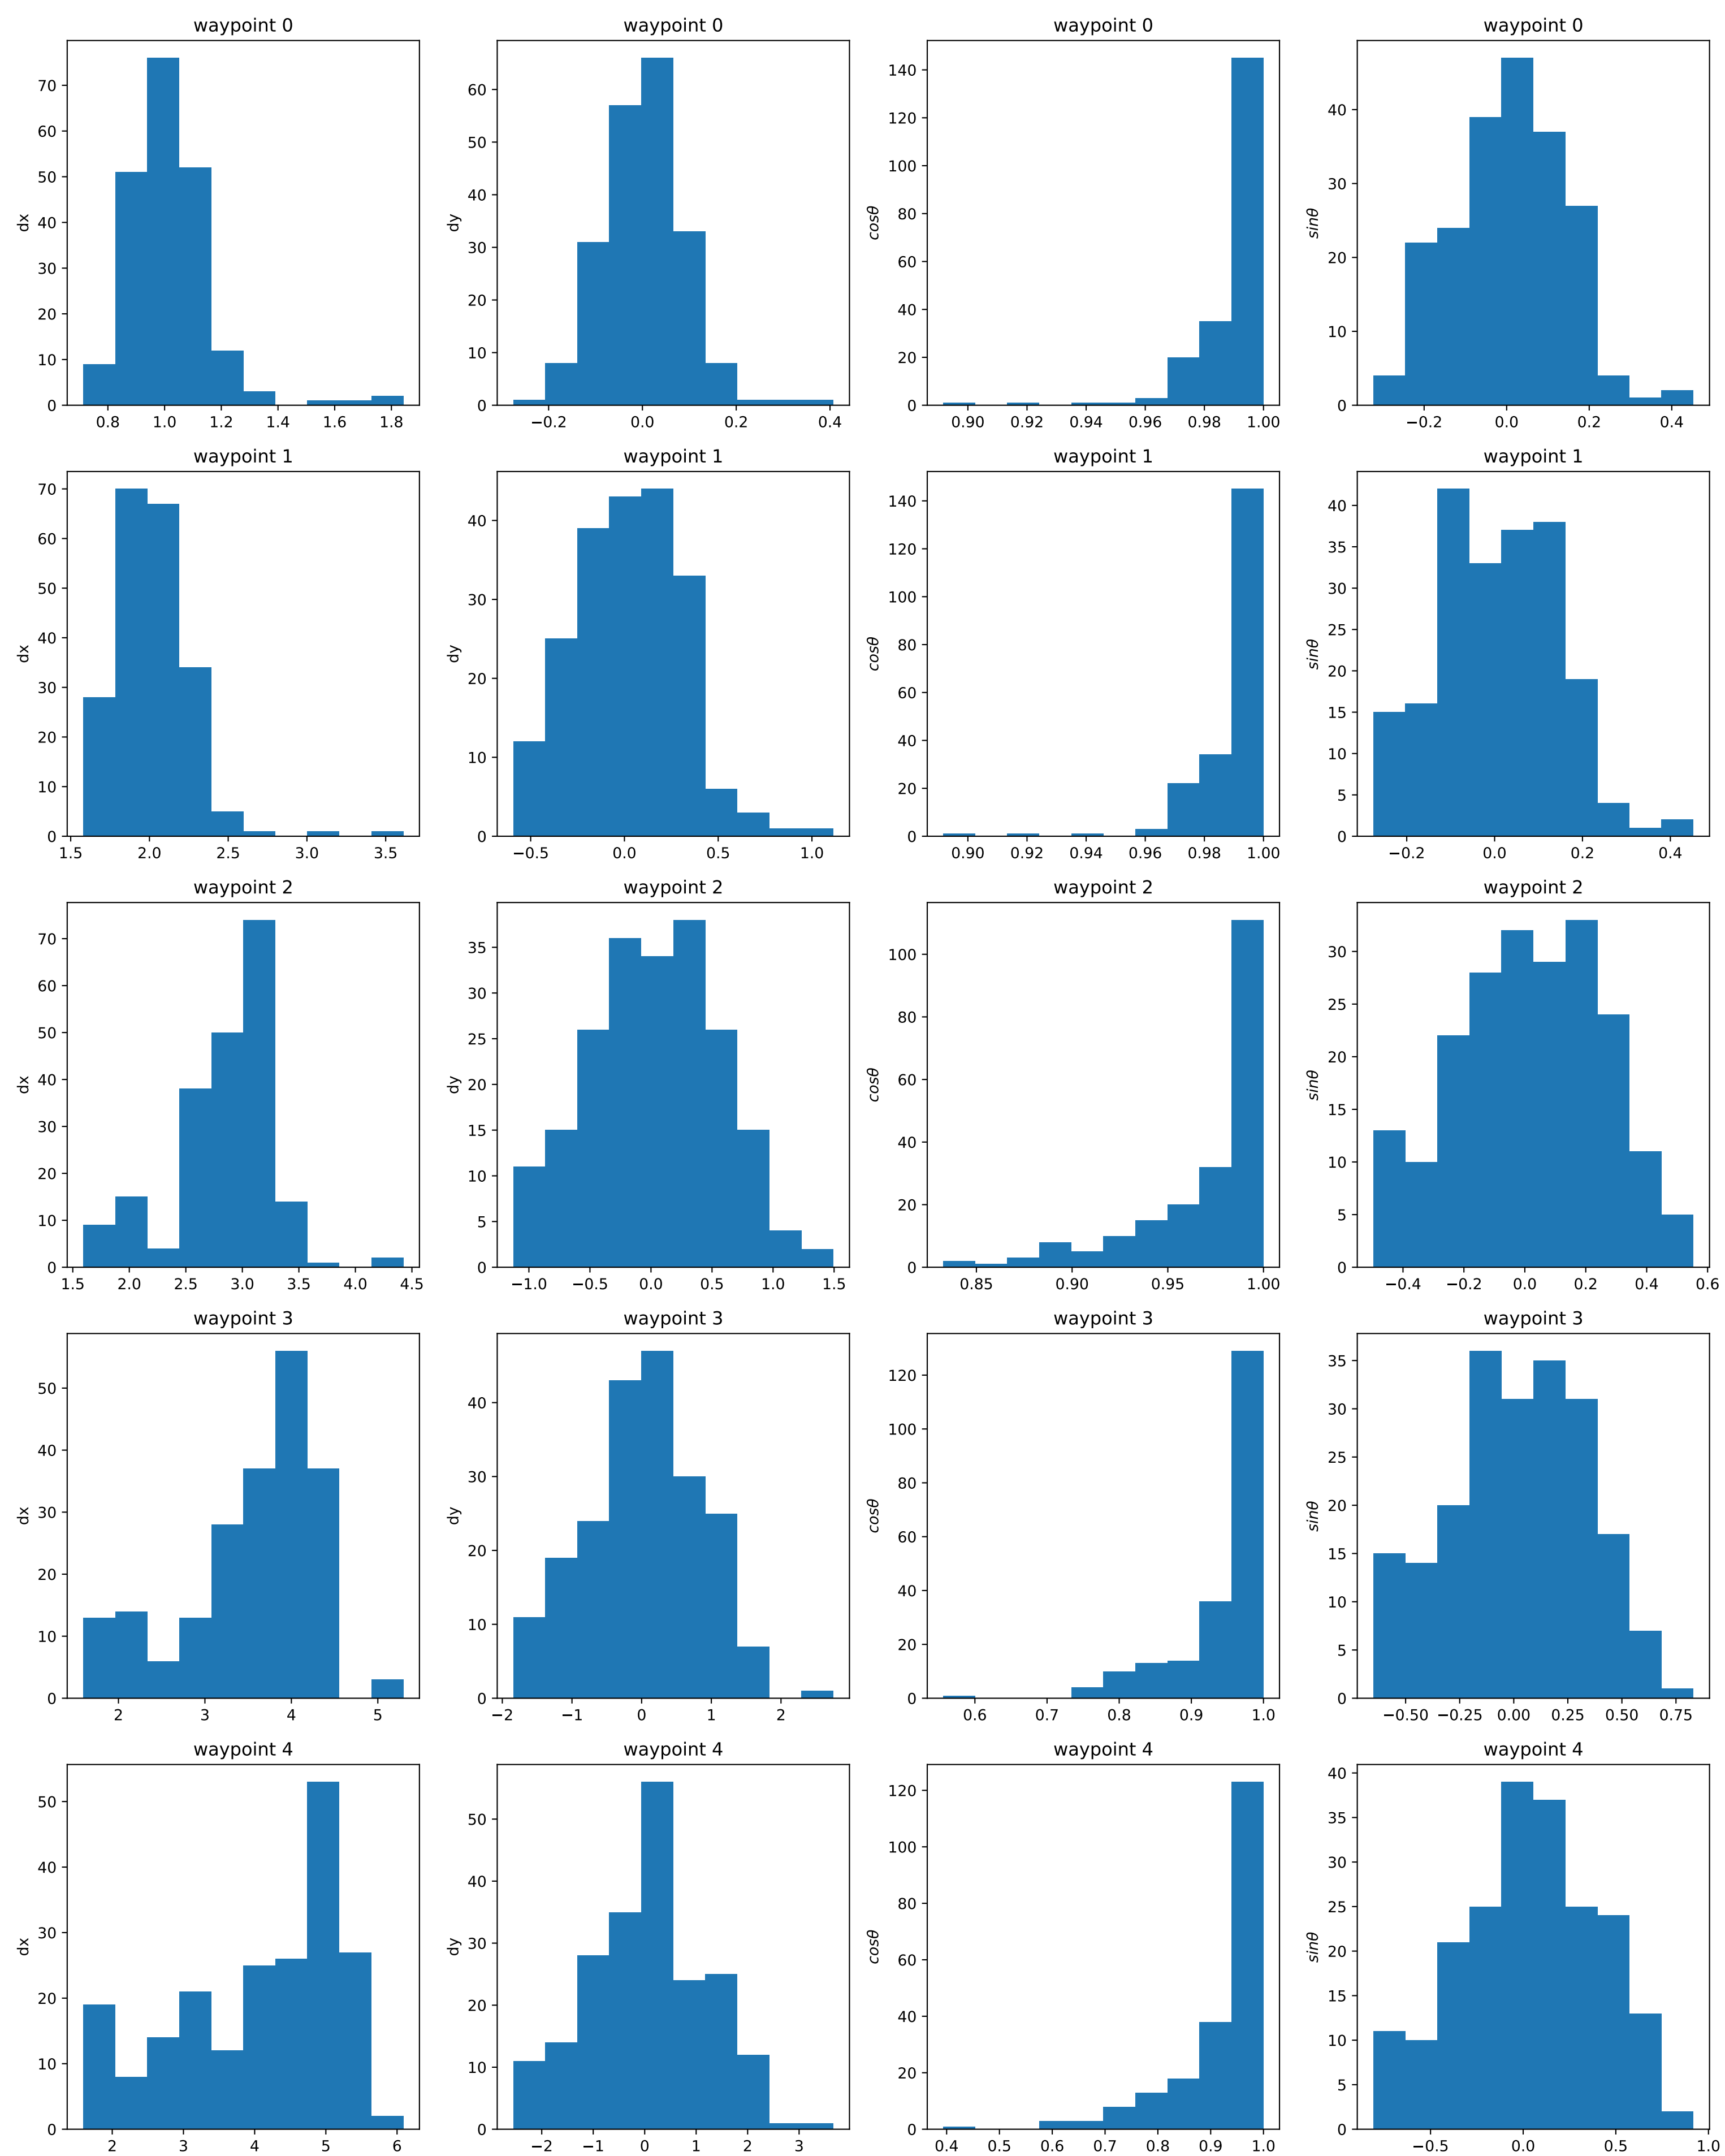 waypoint 0
dx
0 10 20 30 40 50 60 70
0.8 1.0 1.2 1.4 1.6 1.8
waypoint 0
dy
0 10 20 30 40 50 60
−0.2 0.0 0.2 0.4
waypoint 0
cosθ
0 20 40 60 80 100 120 140
0.90 0.92 0.94 0.96 0.98 1.00
waypoint 0
sinθ
0 10 20 30 40
−0.2 0.0 0.2 0.4
waypoint 1
dx
0 10 20 30 40 50 60 70
1.5 2.0 2.5 3.0 3.5
waypoint 1
dy
0 10 20 30 40
−0.5 0.0 0.5 1.0
waypoint 1
cosθ
0 20 40 60 80 100 120 140
0.90 0.92 0.94 0.96 0.98 1.00
waypoint 1
sinθ
0 5 10 15 20 25 30 35 40
−0.2 0.0 0.2 0.4
waypoint 2
dx
0 10 20 30 40 50 60 70
1.5 2.0 2.5 3.0 3.5 4.0 4.5
waypoint 2
dy
0 5 10 15 20 25 30 35
−1.0 −0.5 0.0 0.5 1.0 1.5
waypoint 2
cosθ
0 20 40 60 80 100
0.85 0.90 0.95 1.00
waypoint 2
sinθ
0 5 10 15 20 25 30
−0.4 −0.2 0.0 0.2 0.4 0.6
waypoint 3
dx
0 10 20 30 40 50
2 3 4 5
waypoint 3
dy
0 10 20 30 40
−2 −1 0 1 2
waypoint 3
cosθ
0 20 40 60 80 100 120
0.6 0.7 0.8 0.9 1.0
waypoint 3
sinθ
0 5 10 15 20 25 30 35
−0.50 −0.25 0.00 0.25 0.50 0.75
waypoint 4
dx
0 10 20 30 40 50
2 3 4 5 6
waypoint 4
dy
0 10 20 30 40 50
−2 −1 0 1 2 3
waypoint 4
cosθ
0 20 40 60 80 100 120
0.4 0.5 0.6 0.7 0.8 0.9 1.0
waypoint 4
sinθ
0 5 10 15 20 25 30 35 40
−0.5 0.0 0.5 1.0